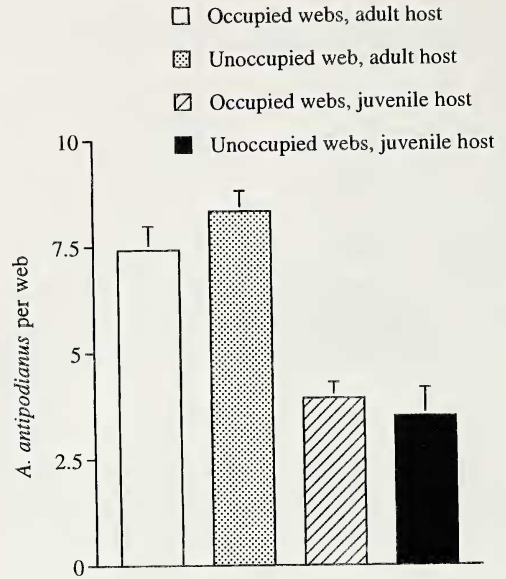 Occupied webs, adult host
Unoccupied web, adult host
Occupied webs, juvenile host
Unoccupied webs, juvenile host
10
7.5
5
2.5
0
A. antipodianus per web